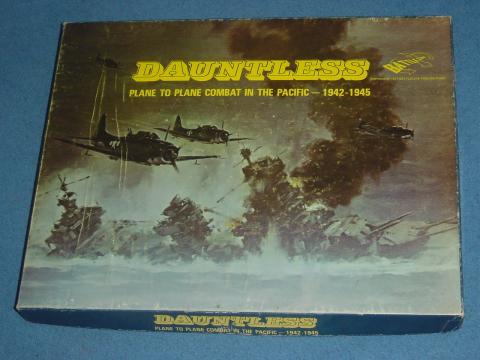 DAUNTLESS
PLANE TO PLANE COMBAT IN THE PACIFIC — 1942-1945
DAUNTLESS
PLANE TO PLANE COMBAT IN THE PACIFIC — 1942-1945